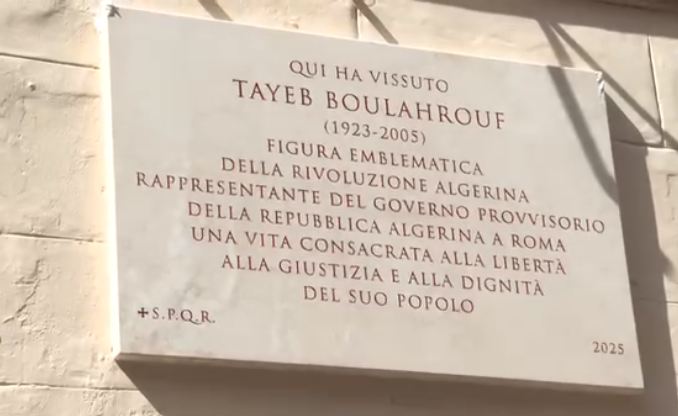 QUI HA VISSUTO
TAYEB BOULAHROUF
(1923-2005)
FIGURA EMBLEMATICA
DELLA RIVOLUZIONE ALGERINA
RAPPRESENTANTE DEL GOVERNO PROVVISORIO
DELLA REPUBBLICA ALGERINA A ROMA
UNA VITA CONSACRATA ALLA LIBERTÀ
ALLA GIUSTIZIA E ALLA DIGNITÀ
DEL SUO POPOLO
✚S.P.Q.R.
2025